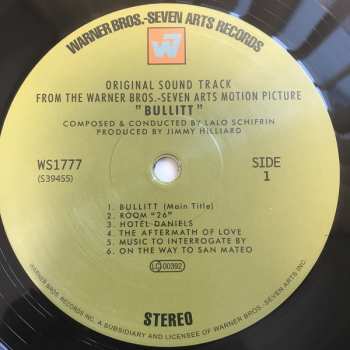 WARNER BROS.-SEVEN ARTS RECORDS
W7
ORIGINAL SOUND TRACK
FROM THE WARNER BROS.-SEVEN ARTS MOTION PICTURE
"BULLITT"
COMPOSED & CONDUCTED BY LALO SCHIFRIN
PRODUCED BY JIMMY HILLIARD
WS1777
(S39455)
SIDE
1
1. BULLITT (Main Title)
2. ROOM "26"
3. HOTEL DANIELS
4. THE AFTERMATH OF LOVE
5. MUSIC TO INTERROGATE BY
6. ON THE WAY TO SAN MATEO
LC 00392
STEREO
WARNER BROS. RECORDS INC. A SUBSIDIARY AND LICENSEE OF WARNER BROS.-SEVEN ARTS INC.